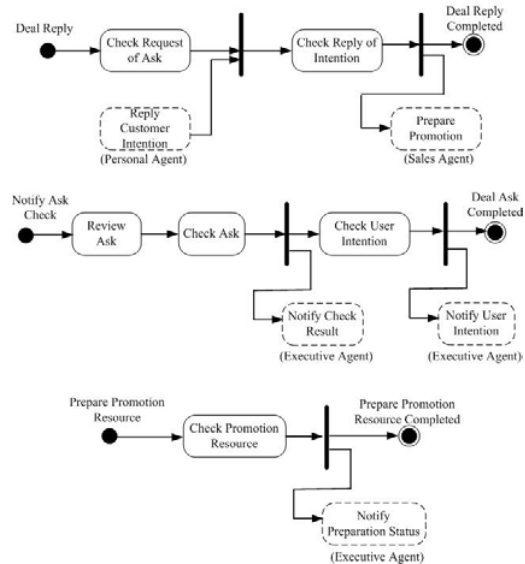 Deal Reply
Check Request
of Ask
Check Reply of
Intention
Deal Reply
Completed
Reply
Customer
Intention
(Personal Agent)
Prepare
Promotion
(Sales Agent)
Notify Ask
Check
Review
Ask
Check Ask
Check User
Intention
Deal Ask
Completed
Notify Check
Result
(Executive Agent)
Notify User
Intention
(Executive Agent)
Prepare Promotion
Resource
Check Promotion
Resource
Prepare Promotion
Resource Completed
Notify
Preparation Status
(Executive Agent)